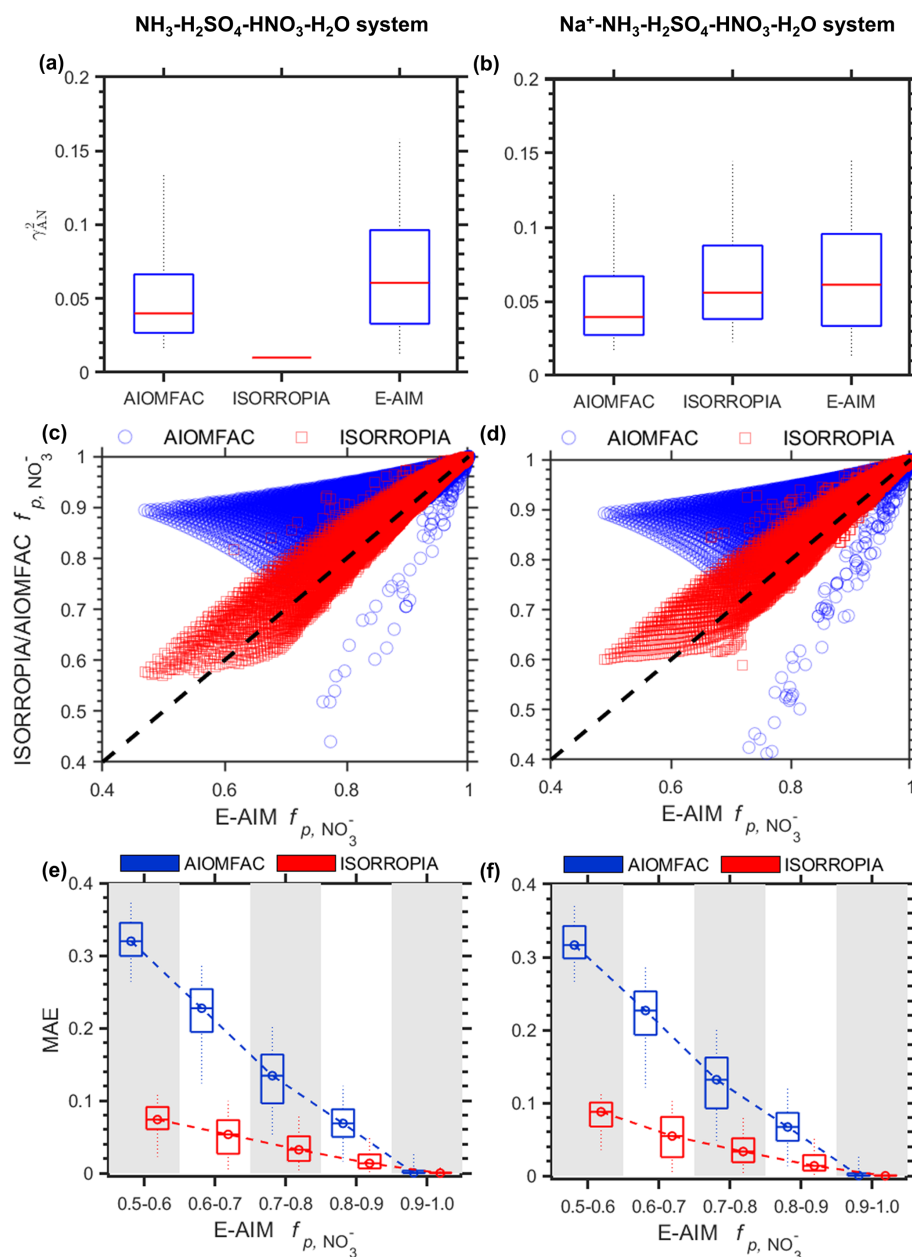 NH₃-H₂SO₄-HNO₃-H₂O system
Na⁺-NH₃-H₂SO₄-HNO₃-H₂O system
(a)
0.2
0.15
0.1
0.05
0
γ²AN
AIOMFAC ISORROPIA E-AIM
(b)
0.2
0.15
0.1
0.05
0
AIOMFAC ISORROPIA E-AIM
(c)
AIOMFAC ISORROPIA
1
0.9
0.8
0.7
0.6
0.5
0.4
ISORROPIA/AIOMFAC f p, NO₃⁻
0.4 0.6 0.8 1
E-AIM f p, NO₃⁻
(d)
AIOMFAC ISORROPIA
1
0.9
0.8
0.7
0.6
0.5
0.4
0.4 0.6 0.8 1
E-AIM f p, NO₃⁻
(e)
AIOMFAC ISORROPIA
0.4
0.3
0.2
0.1
0
MAE
0.5-0.6 0.6-0.7 0.7-0.8 0.8-0.9 0.9-1.0
E-AIM f p, NO₃⁻
(f)
AIOMFAC ISORROPIA
0.4
0.3
0.2
0.1
0
0.5-0.6 0.6-0.7 0.7-0.8 0.8-0.9 0.9-1.0
E-AIM f p, NO₃⁻